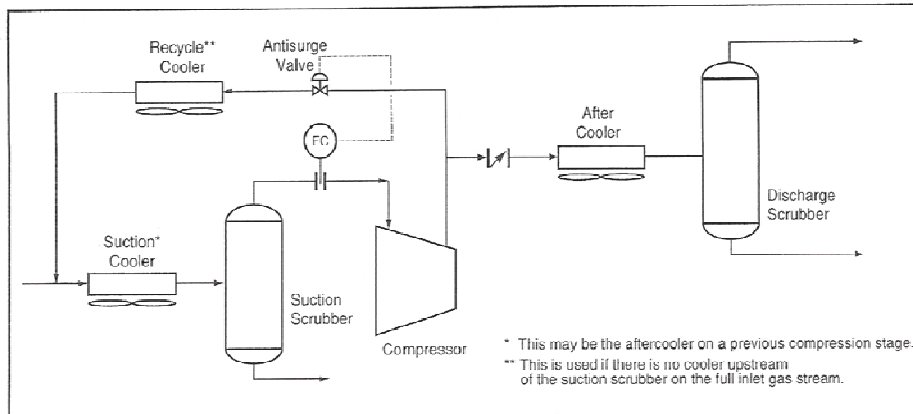 Recycle**
Cooler
Antisurge
Valve
FC
After
Cooler
Discharge
Scrubber
Suction*
Cooler
Suction
Scrubber
Compressor
* This may be the aftercooler on a previous compression stage.
** This is used if there is no cooler upstream
of the suction scrubber on the full inlet gas stream.